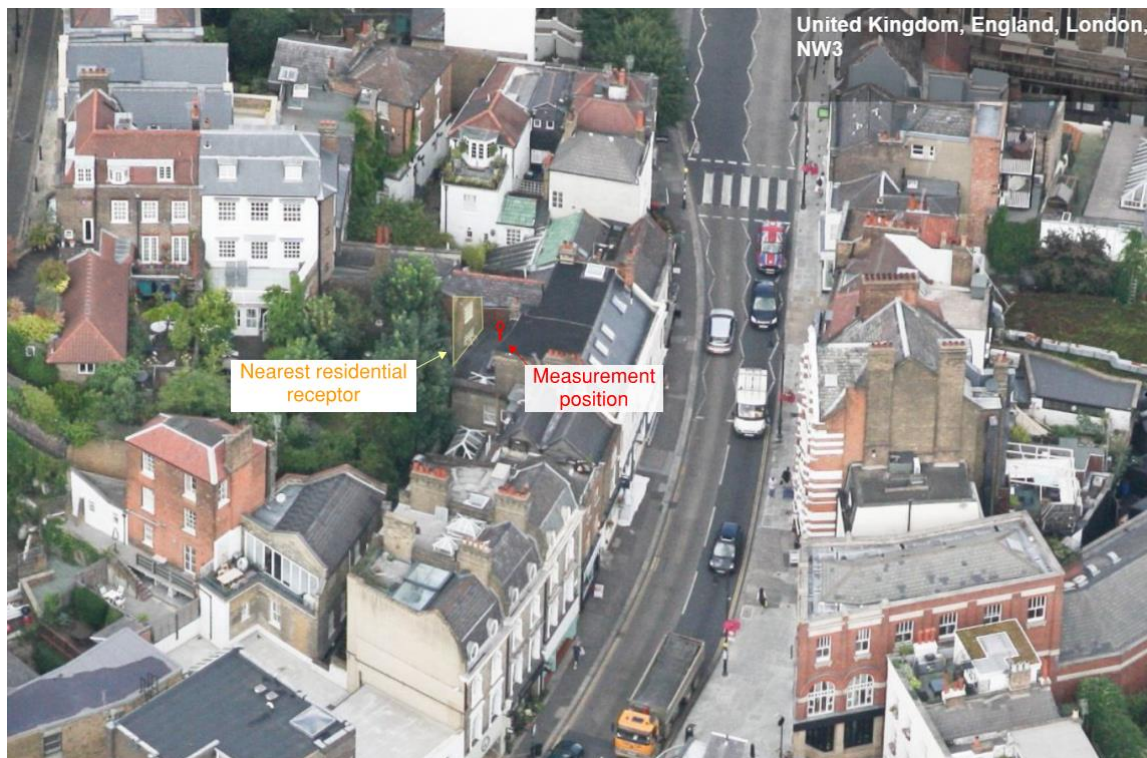 United Kingdom, England, London,
NW3
Nearest residential
receptor
Measurement
position